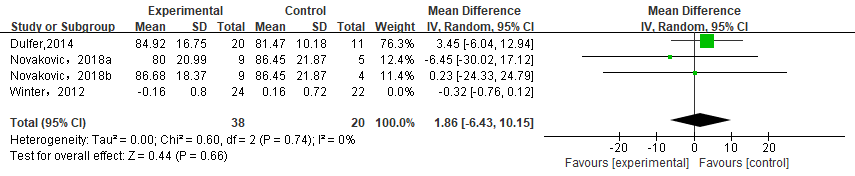 Experimental Control Mean Difference Mean Difference
Study or Subgroup Mean SD Total Mean SD Total Weight IV, Random, 95% CI IV, Random, 95% CI
Dulfer,2014 84.92 16.75 20 81.47 10.18 11 76.3% 3.45 [-6.04, 12.94]
Novakovic，2018a 80 20.99 9 86.45 21.87 5 12.4% -6.45 [-30.02, 17.12]
Novakovic，2018b 86.68 18.37 9 86.45 21.87 4 11.4% 0.23 [-24.33, 24.79]
Winter，2012 -0.16 0.8 24 0.16 0.72 22 0.0% -0.32 [-0.76, 0.12]
Total (95% CI) 38 20 100.0% 1.86 [-6.43, 10.15]
Heterogeneity: Tau² = 0.00; Chi² = 0.60, df = 2 (P = 0.74); I² = 0%
Test for overall effect: Z = 0.44 (P = 0.66)
-20 -10 0 10 20
Favours [experimental] Favours [control]